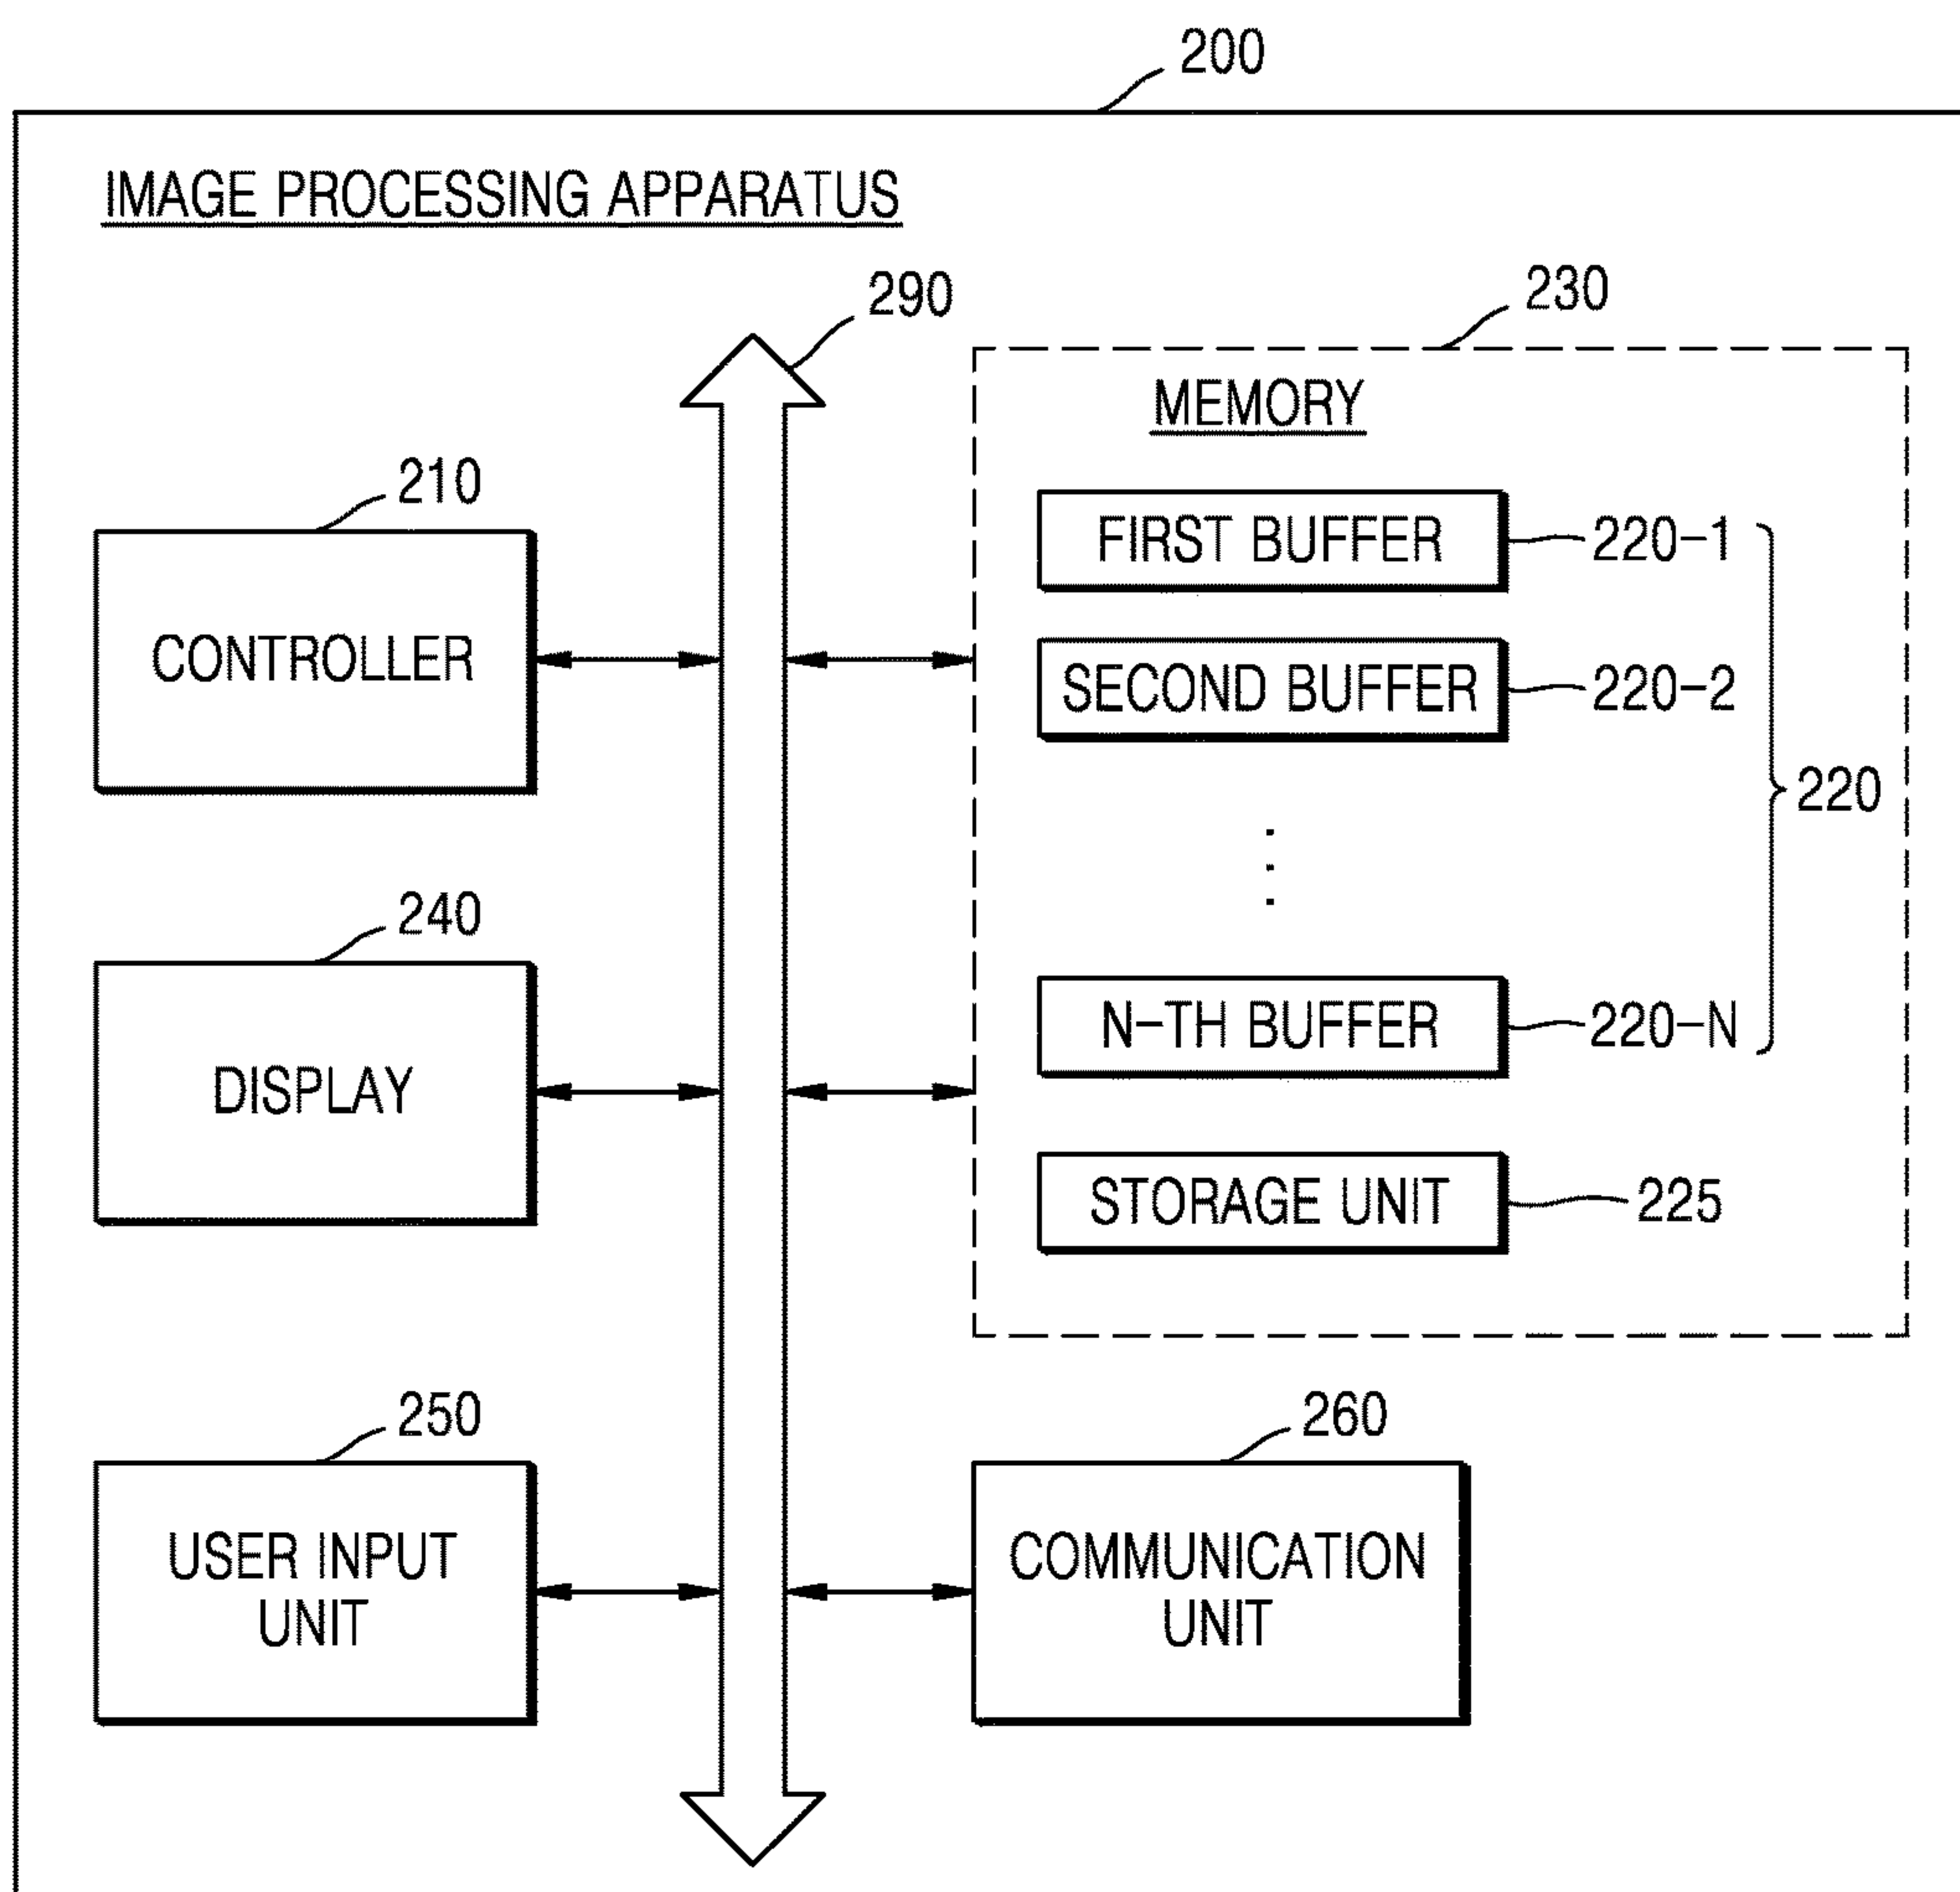 200
IMAGE PROCESSING APPARATUS
290
230
MEMORY
210
CONTROLLER
FIRST BUFFER
220-1
SECOND BUFFER
220-2
220
240
DISPLAY
N-TH BUFFER
220-N
STORAGE UNIT
225
250
USER INPUT
UNIT
260
COMMUNICATION
UNIT